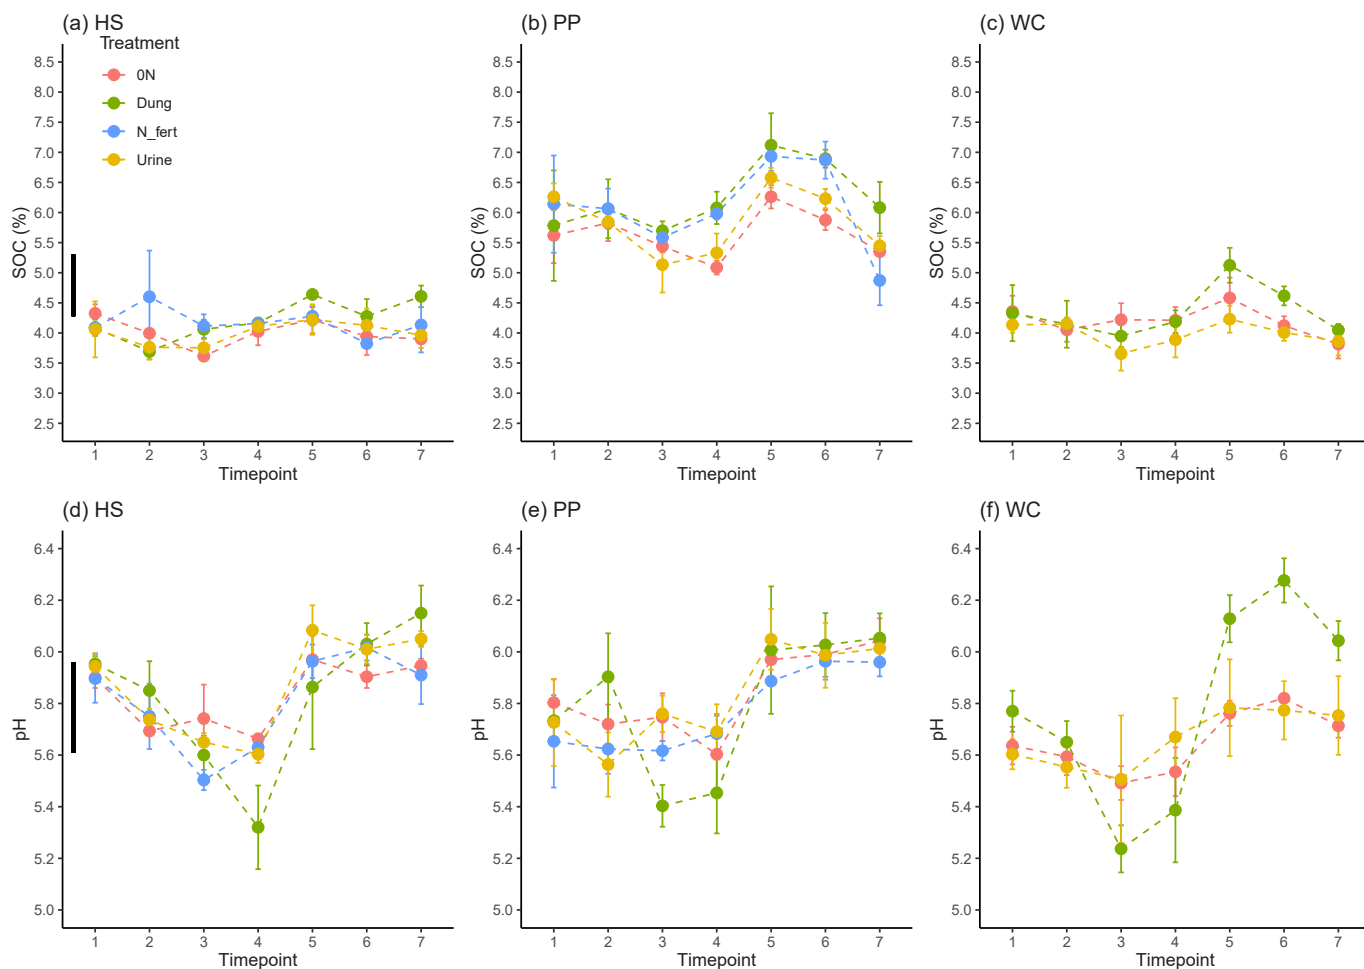 (a) HS
Treatment
0N
Dung
N_fert
Urine
SOC (%)
8.5
8.0
7.5
7.0
6.5
6.0
5.5
5.0
4.5
4.0
3.5
3.0
2.5
1 2 3 4 5 6 7
Timepoint
(b) PP
SOC (%)
8.5
8.0
7.5
7.0
6.5
6.0
5.5
5.0
4.5
4.0
3.5
3.0
2.5
1 2 3 4 5 6 7
Timepoint
(c) WC
SOC (%)
8.5
8.0
7.5
7.0
6.5
6.0
5.5
5.0
4.5
4.0
3.5
3.0
2.5
1 2 3 4 5 6 7
Timepoint
(d) HS
pH
6.4
6.2
6.0
5.8
5.6
5.4
5.2
5.0
1 2 3 4 5 6 7
Timepoint
(e) PP
pH
6.4
6.2
6.0
5.8
5.6
5.4
5.2
5.0
1 2 3 4 5 6 7
Timepoint
(f) WC
pH
6.4
6.2
6.0
5.8
5.6
5.4
5.2
5.0
1 2 3 4 5 6 7
Timepoint